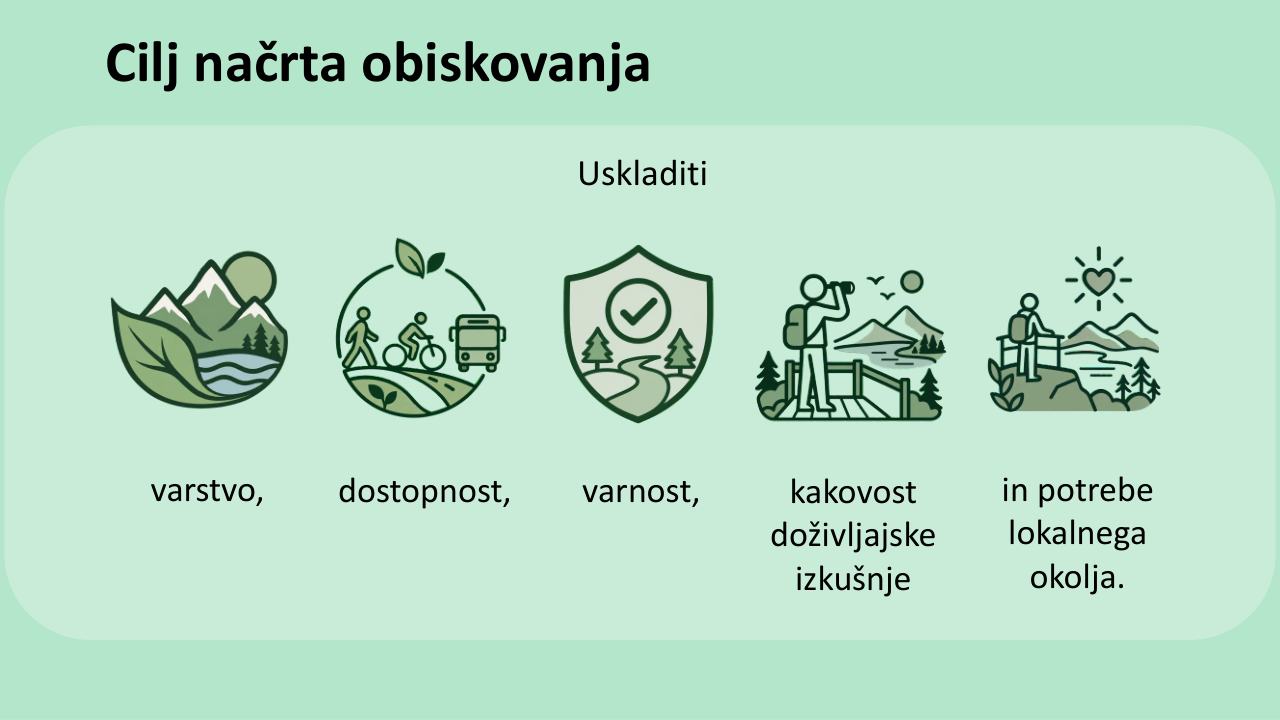 Cilj načrta obiskovanja
Uskladiti
varstvo,
dostopnost,
varnost,
kakovost
doživljajske
izkušnje
in potrebe
lokalnega
okolja.